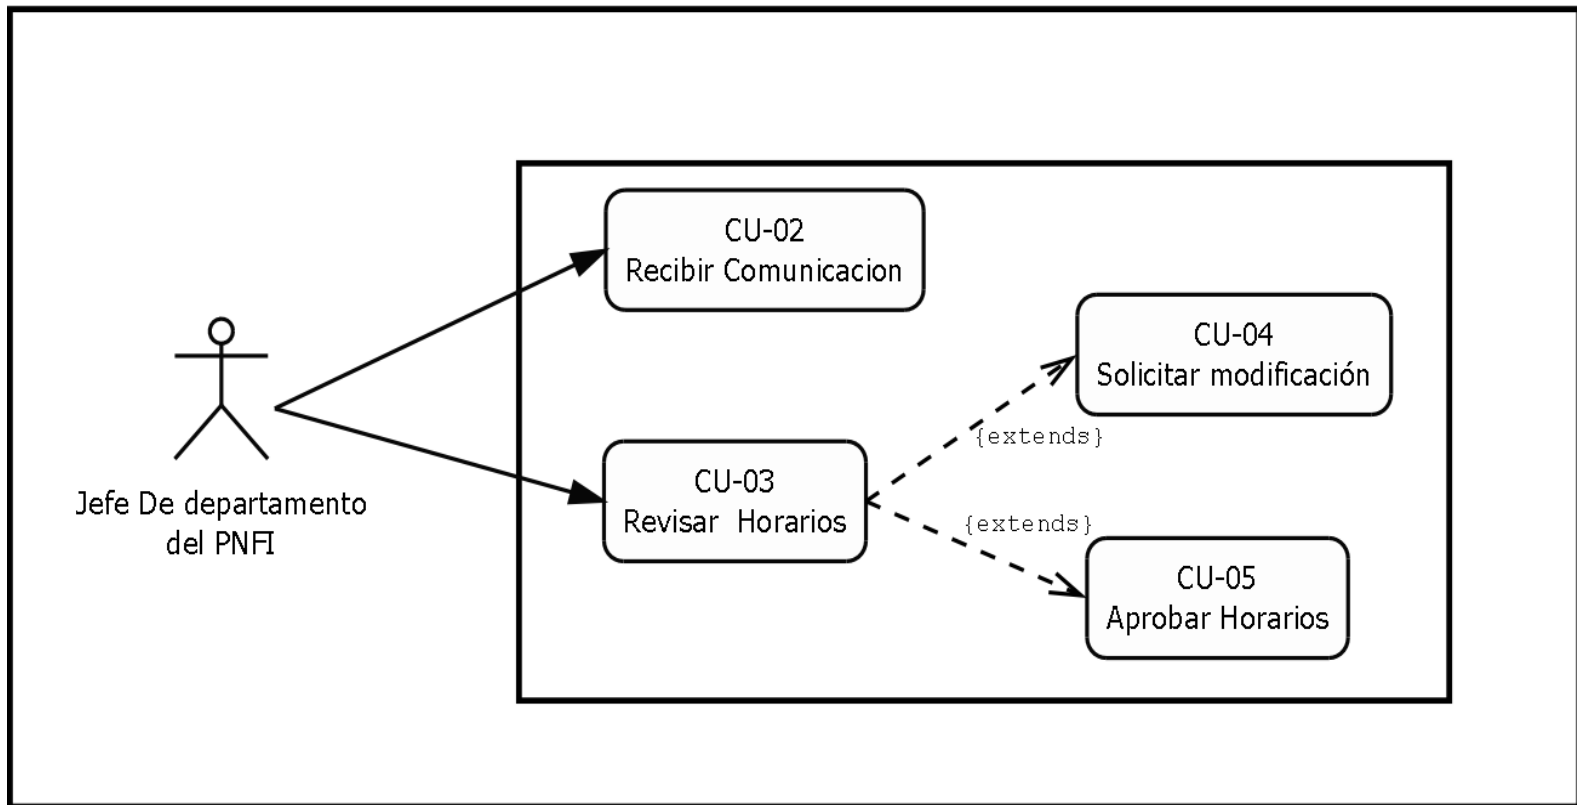 CU-02
Recibir Comunicacion
CU-04
Solicitar modificación
{extends}
CU-03
Revisar  Horarios
{extends}
Jefe De departamento
del PNFI
CU-05
Aprobar Horarios